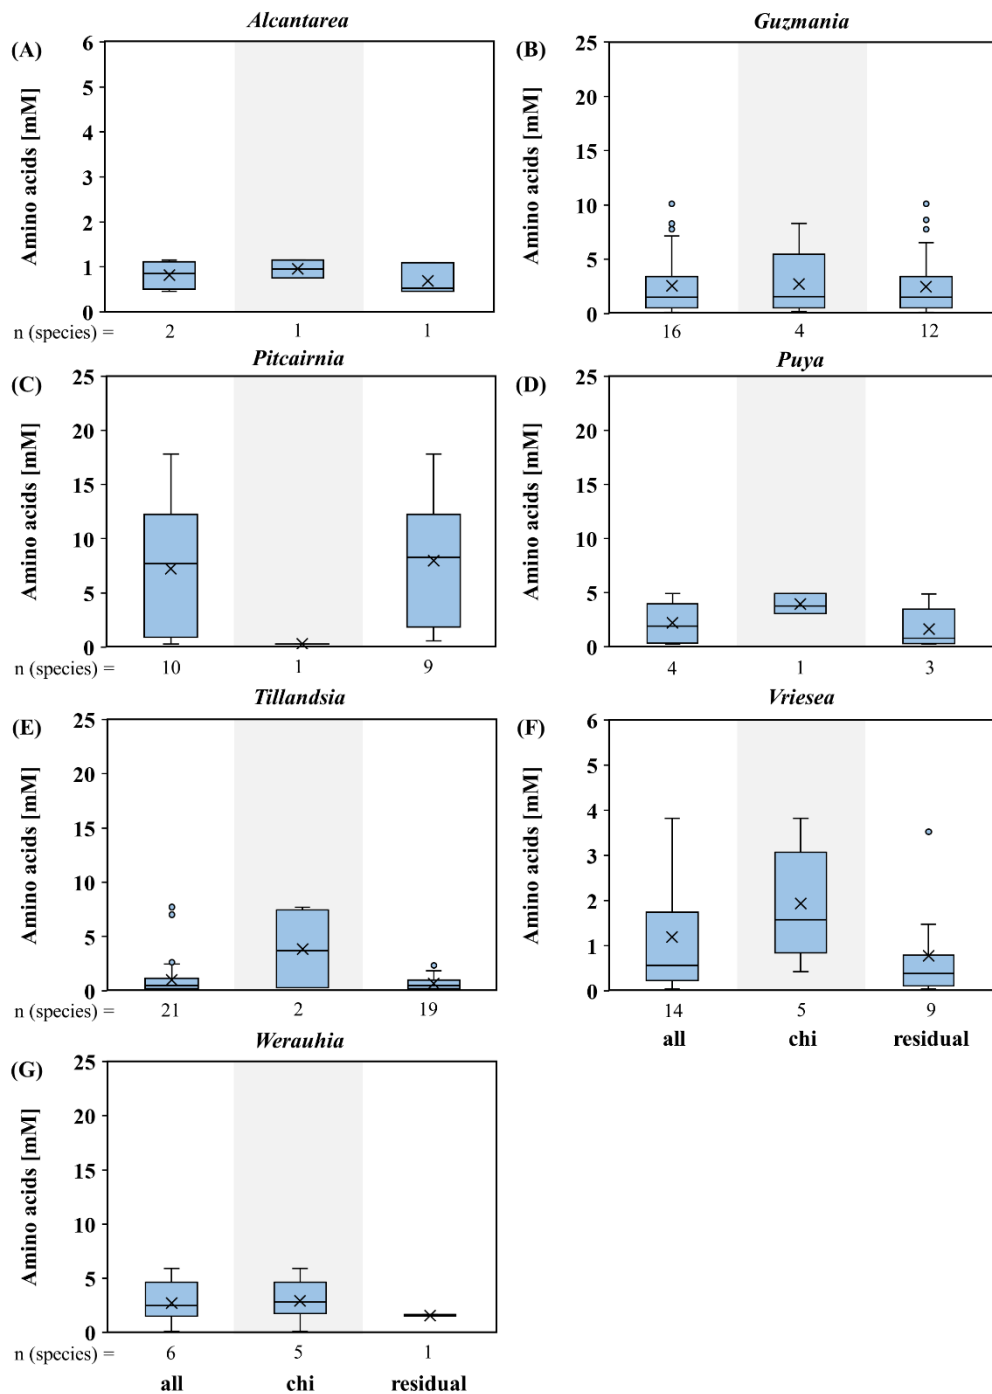 Alcantarea
(A)
Amino acids [mM]
6
5
4
3
2
1
0
n (species) = 2 1 1
Guzmania
(B)
Amino acids [mM]
25
20
15
10
5
0
16 4 12
Pitcairnia
(C)
Amino acids [mM]
25
20
15
10
5
0
n (species) = 10 1 9
Puya
(D)
Amino acids [mM]
25
20
15
10
5
0
4 1 3
Tillandsia
(E)
Amino acids [mM]
25
20
15
10
5
0
n (species) = 21 2 19
Vriesea
(F)
Amino acids [mM]
6
5
4
3
2
1
0
14 5 9
all chi residual
Werauhia
(G)
Amino acids [mM]
25
20
15
10
5
0
n (species) = 6 5 1
all chi residual